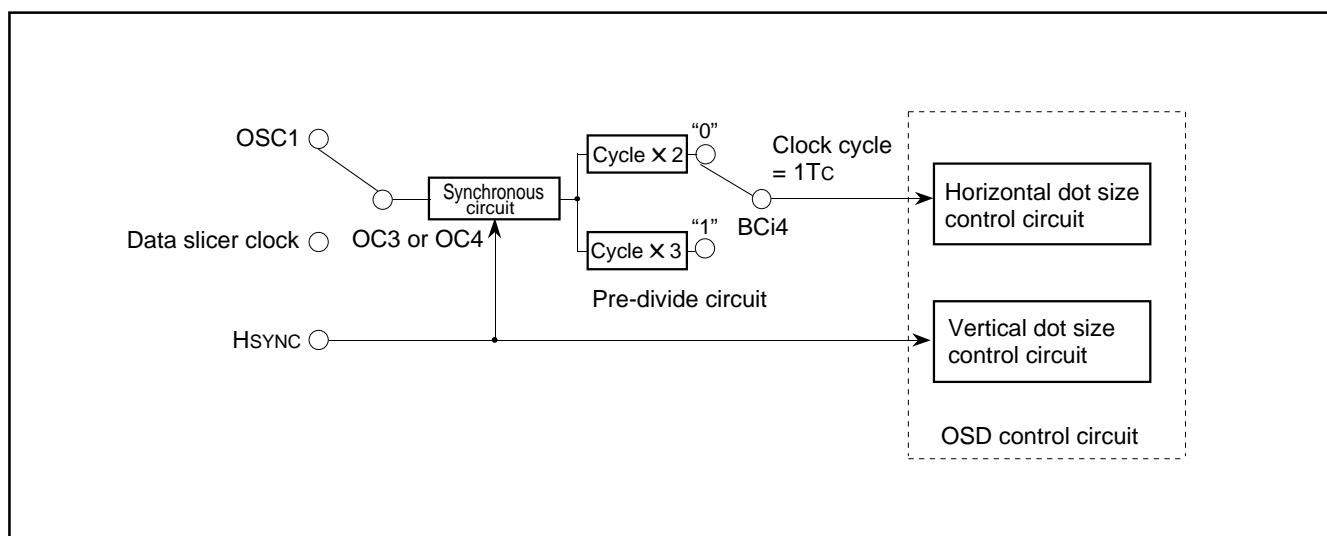 OSC1
Data slicer clock
HSYNC
OC3 or OC4
Synchronous
circuit
Cycle × 2
“0”
Cycle × 3
“1”
Pre-divide circuit
Clock cycle
= 1TC
BCi4
Horizontal dot size
control circuit
Vertical dot size
control circuit
OSD control circuit